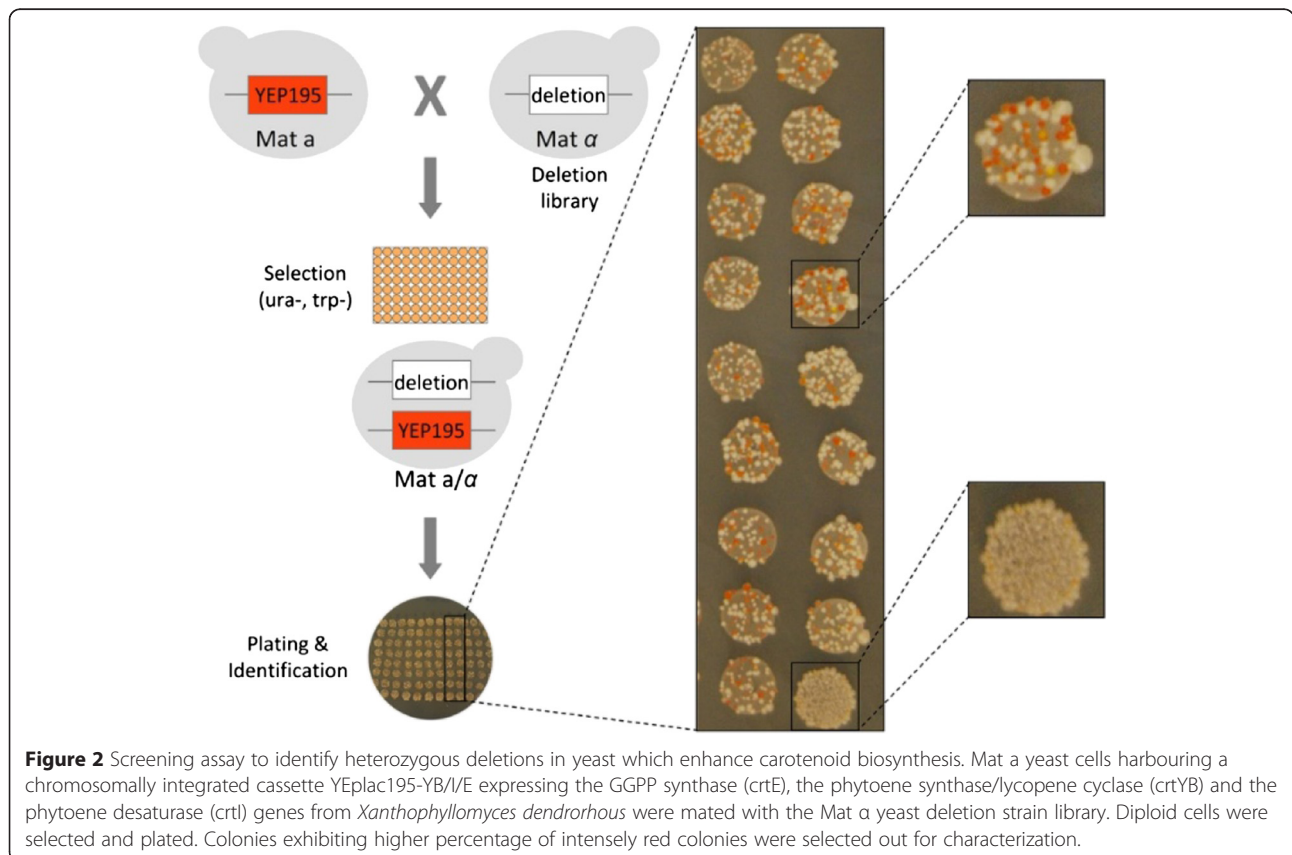 YEP195
Mat a
X
deletion
Mat α
Deletion
library
Selection
(ura-, trp-)
deletion
YEP195
Mat a/α
Plating &
Identification
Figure 2 Screening assay to identify heterozygous deletions in yeast which enhance carotenoid biosynthesis. Mat a yeast cells harbouring a
chromosomally integrated cassette YEplac195-YB/I/E expressing the GGPP synthase (crtE), the phytoene synthase/lycopene cyclase (crtYB) and the
phytoene desaturase (crtI) genes from Xanthophyllomyces dendrorhous were mated with the Mat α yeast deletion strain library. Diploid cells were
selected and plated. Colonies exhibiting higher percentage of intensely red colonies were selected out for characterization.